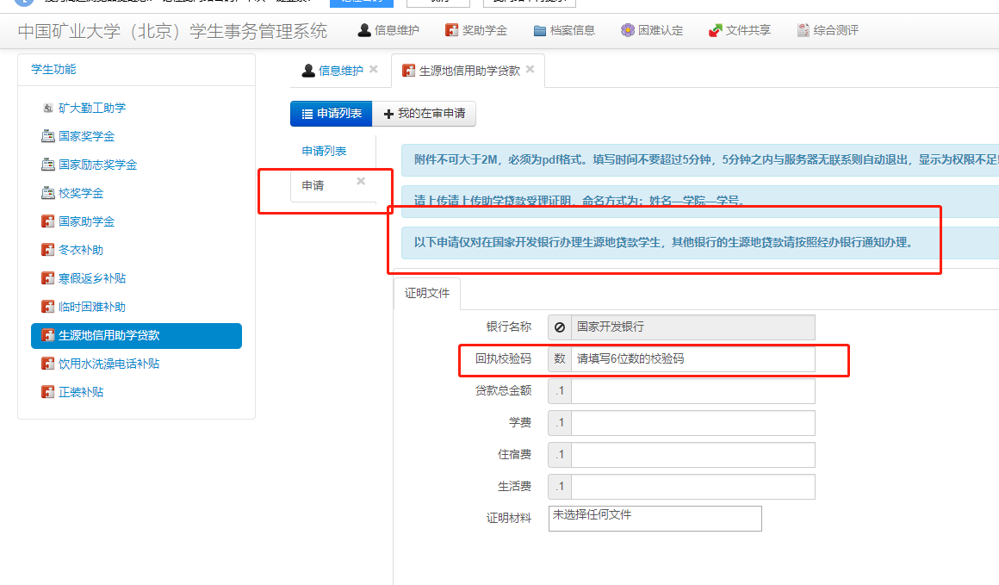 中国矿业大学（北京）学生事务管理系统
信息维护
奖助学金
档案信息
困难认定
文件共享
综合测评
学生功能
矿大勤工助学
国家奖学金
国家励志奖学金
校奖学金
国家助学金
冬衣补助
寒假返乡补贴
临时困难补助
生源地信用助学贷款
饮用水洗澡电话补贴
正装补贴
信息维护
生源地信用助学贷款
申请列表
我的在审申请
申请列表
申请
附件不可大于2M，必须为pdf格式。填写时间不要超过5分钟，5分钟之内与服务器无联系则自动退出，显示为权限不足
请上传请上传助学贷款受理证明，命名方式为：姓名—学院—学号。
以下申请仅对在国家开发银行办理生源地贷款学生，其他银行的生源地贷款请按照经办银行通知办理。
证明文件
银行名称 国家开发银行
回执校验码 数 请填写6位数的校验码
贷款总金额 .1
学费 .1
住宿费 .1
生活费 .1
证明材料 未选择任何文件